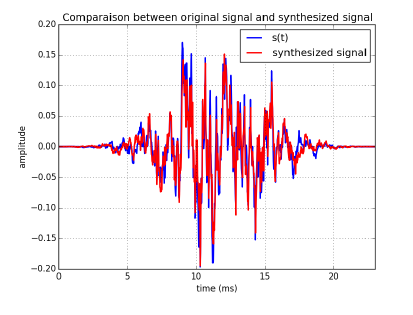 Comparaison between original signal and synthesized signal
s(t)
synthesized signal
amplitude
0.20
0.15
0.10
0.05
0.00
−0.05
−0.10
−0.15
−0.20
0
5
10
15
20
time (ms)